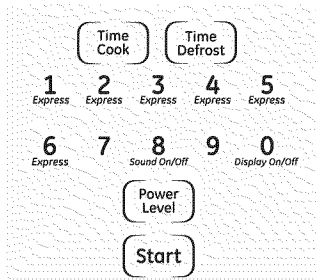 Time Time
Cook Defrost
1 2 3 4 5
Express Express Express Express Express
6 7 8 9 0
Express Sound On/Off Display On/Off
Power
Level
Start